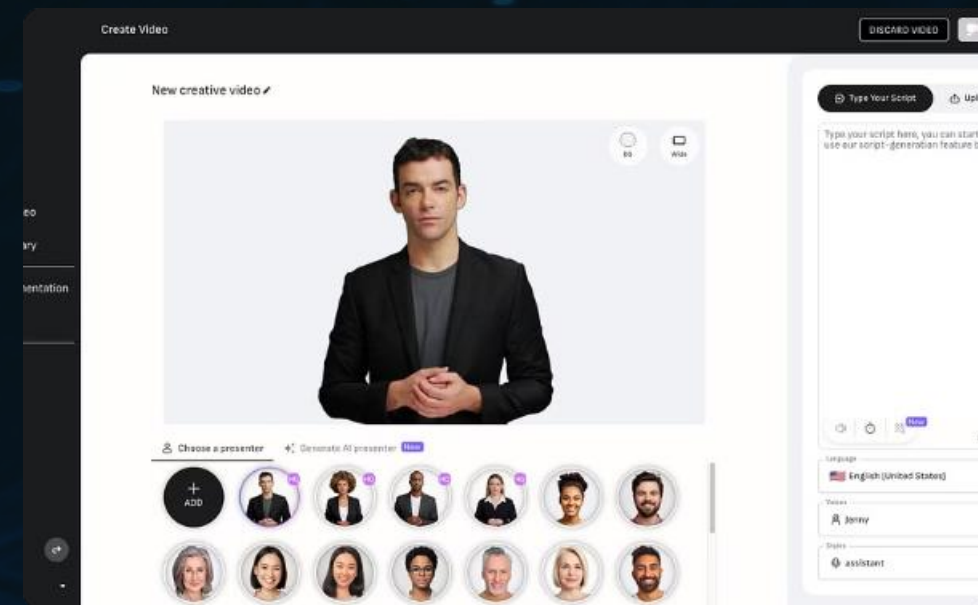 Create Video
DISCARD VIDEO
New creative video
BG
Wide
eo
ary
mentation
Choose a presenter
Generate AI presenter New
+
ADD
HQ
HQ
HQ
HQ
Type Your Script
Upl
Type your script here, you can start
use our script-generation feature b
New
Language
English (United States)
Voices
Jenny
Styles
assistant